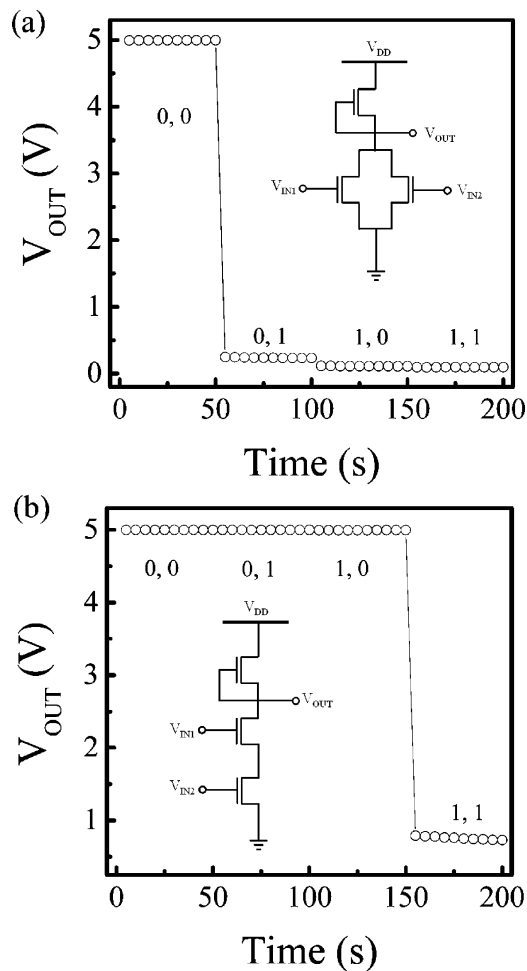 (a)
5
4
3
2
1
0
V_OUT (V)
0, 0
V_DD
V_OUT
V_IN1
V_IN2
0, 1
1, 0
1, 1
0
50
100
150
200
Time (s)
(b)
5
4
3
2
1
V_OUT (V)
0, 0
0, 1
1, 0
V_DD
V_OUT
V_IN1
V_IN2
1, 1
0
50
100
150
200
Time (s)